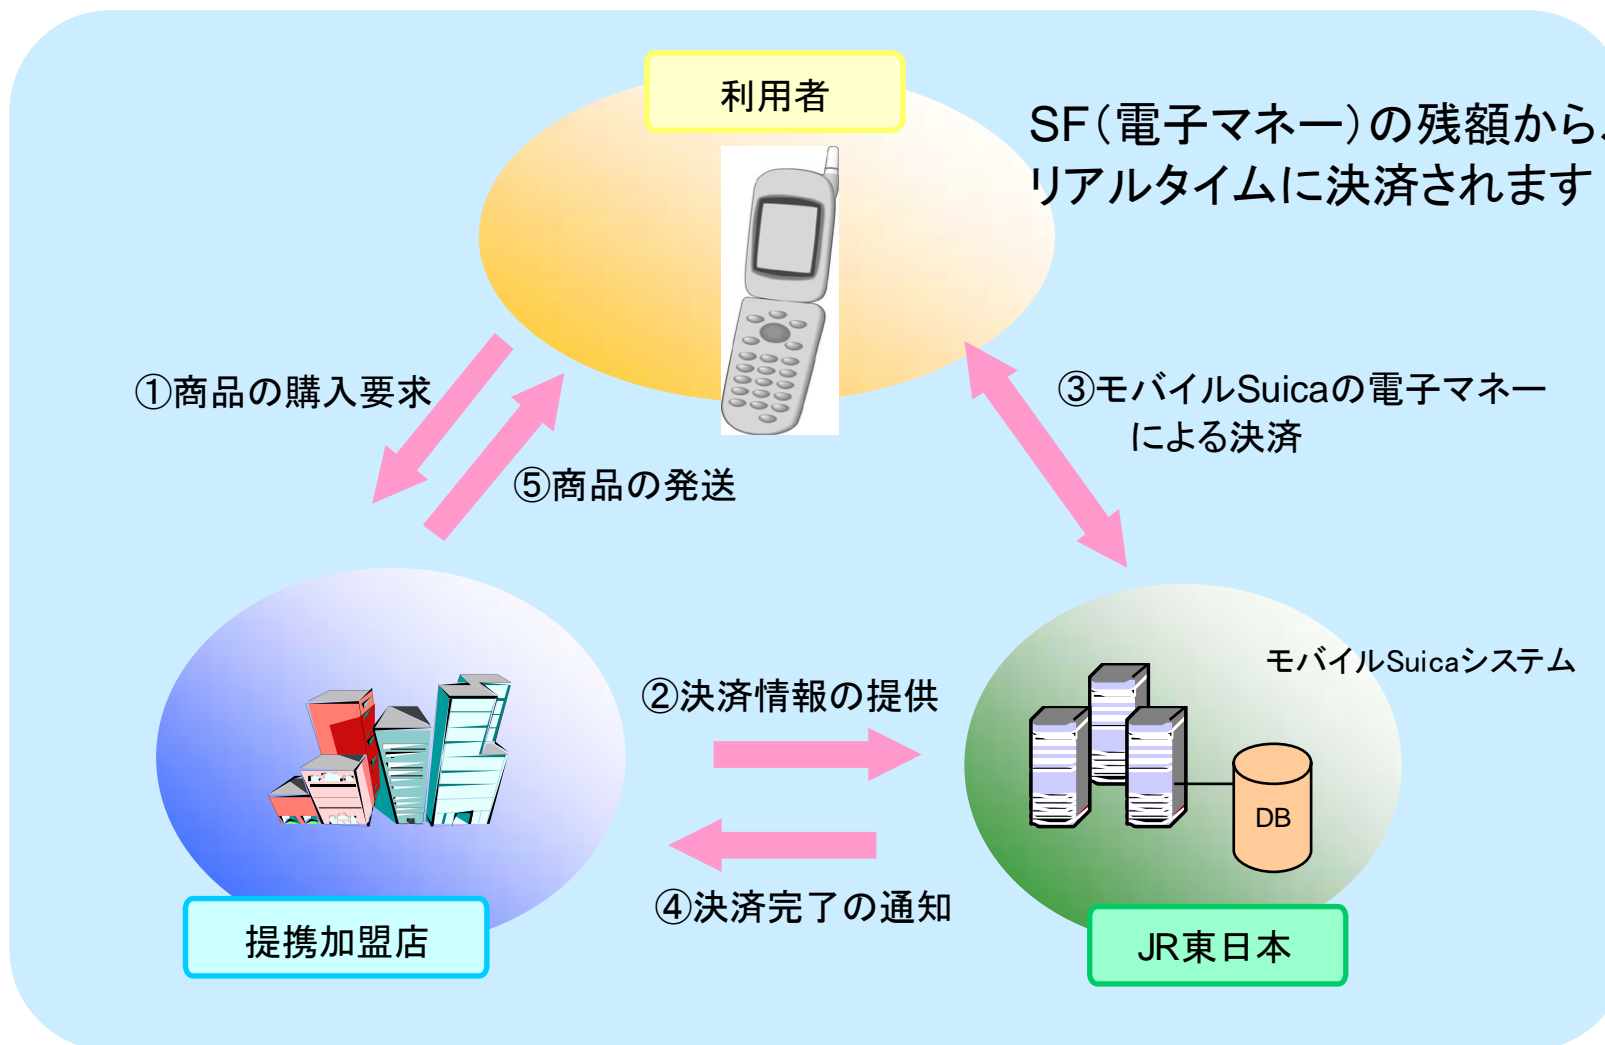 利用者
SF（電子マネー）の残額から、
リアルタイムに決済されます
①商品の購入要求
③モバイルSuicaの電子マネー
による決済
⑤商品の発送
モバイルSuicaシステム
②決済情報の提供
DB
④決済完了の通知
提携加盟店
JR東日本